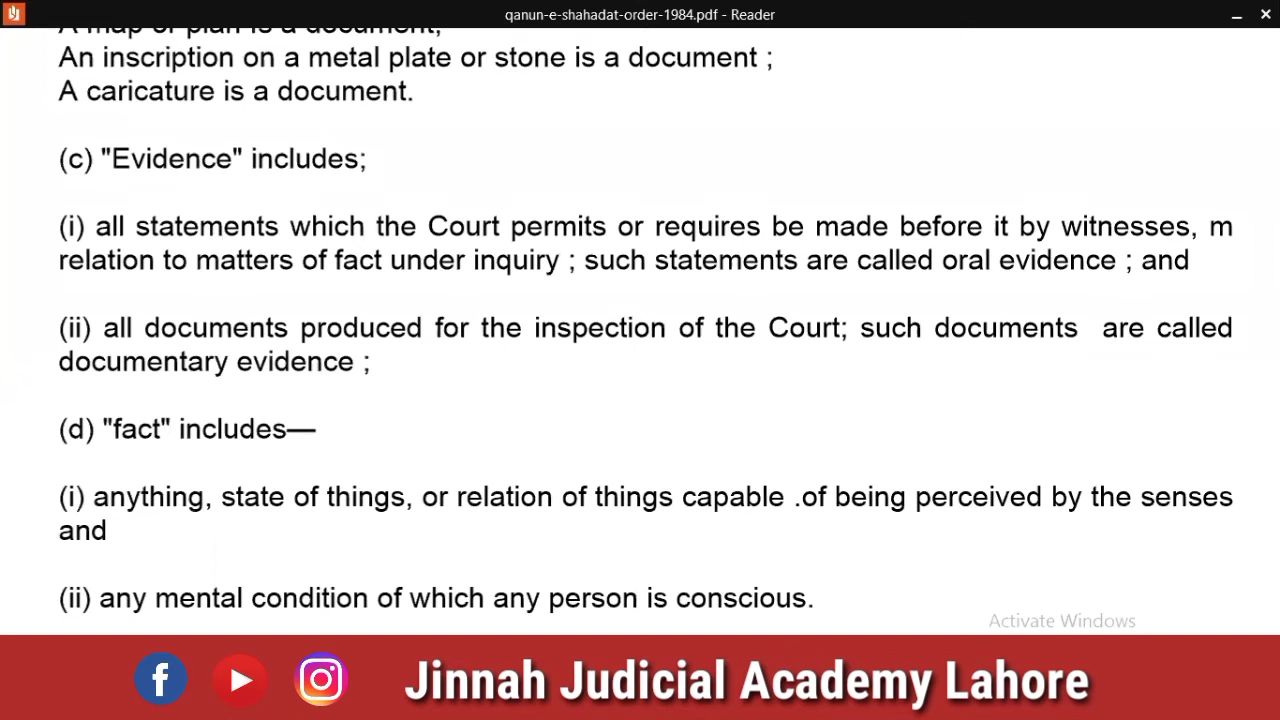 qanun-e-shahadat-order-1984.pdf - Reader
A map or plan is a document;
An inscription on a metal plate or stone is a document ;
A caricature is a document.
(c) "Evidence" includes;
(i) all statements which the Court permits or requires be made before it by witnesses, m
relation to matters of fact under inquiry ; such statements are called oral evidence ; and
(ii) all documents produced for the inspection of the Court; such documents are called
documentary evidence ;
(d) "fact" includes—
(i) anything, state of things, or relation of things capable .of being perceived by the senses
and
(ii) any mental condition of which any person is conscious.
Activate Windows
Jinnah Judicial Academy Lahore